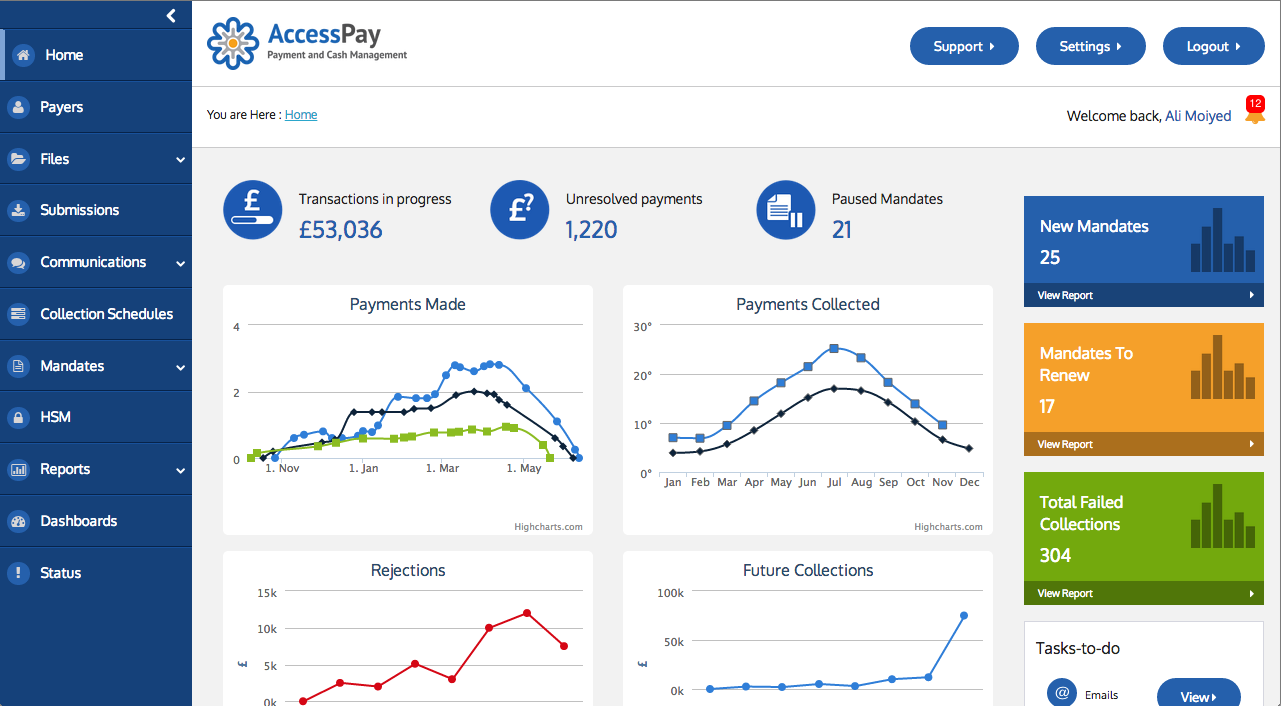 Home
Payers
Files
Submissions
Communications
Collection Schedules
Mandates
HSM
Reports
Dashboards
Status
AccessPay
Payment and Cash Management
Support
Settings
Logout
You are Here : Home
Welcome back, Ali Moiyed
12
£
Transactions in progress
£53,036
£?
Unresolved payments
1,220
Paused Mandates
21
Payments Made
4
2
0
1. Nov
1. Jan
1. Mar
1. May
Highcharts.com
Payments Collected
30°
20°
10°
0°
Jan Feb Mar Apr May Jun Jul Aug Sep Oct Nov Dec
Highcharts.com
Rejections
15k
10k
5k
0k
£
Future Collections
100k
50k
0k
£
New Mandates
25
View Report
Mandates To
Renew
17
View Report
Total Failed
Collections
304
View Report
Tasks-to-do
@ Emails
View